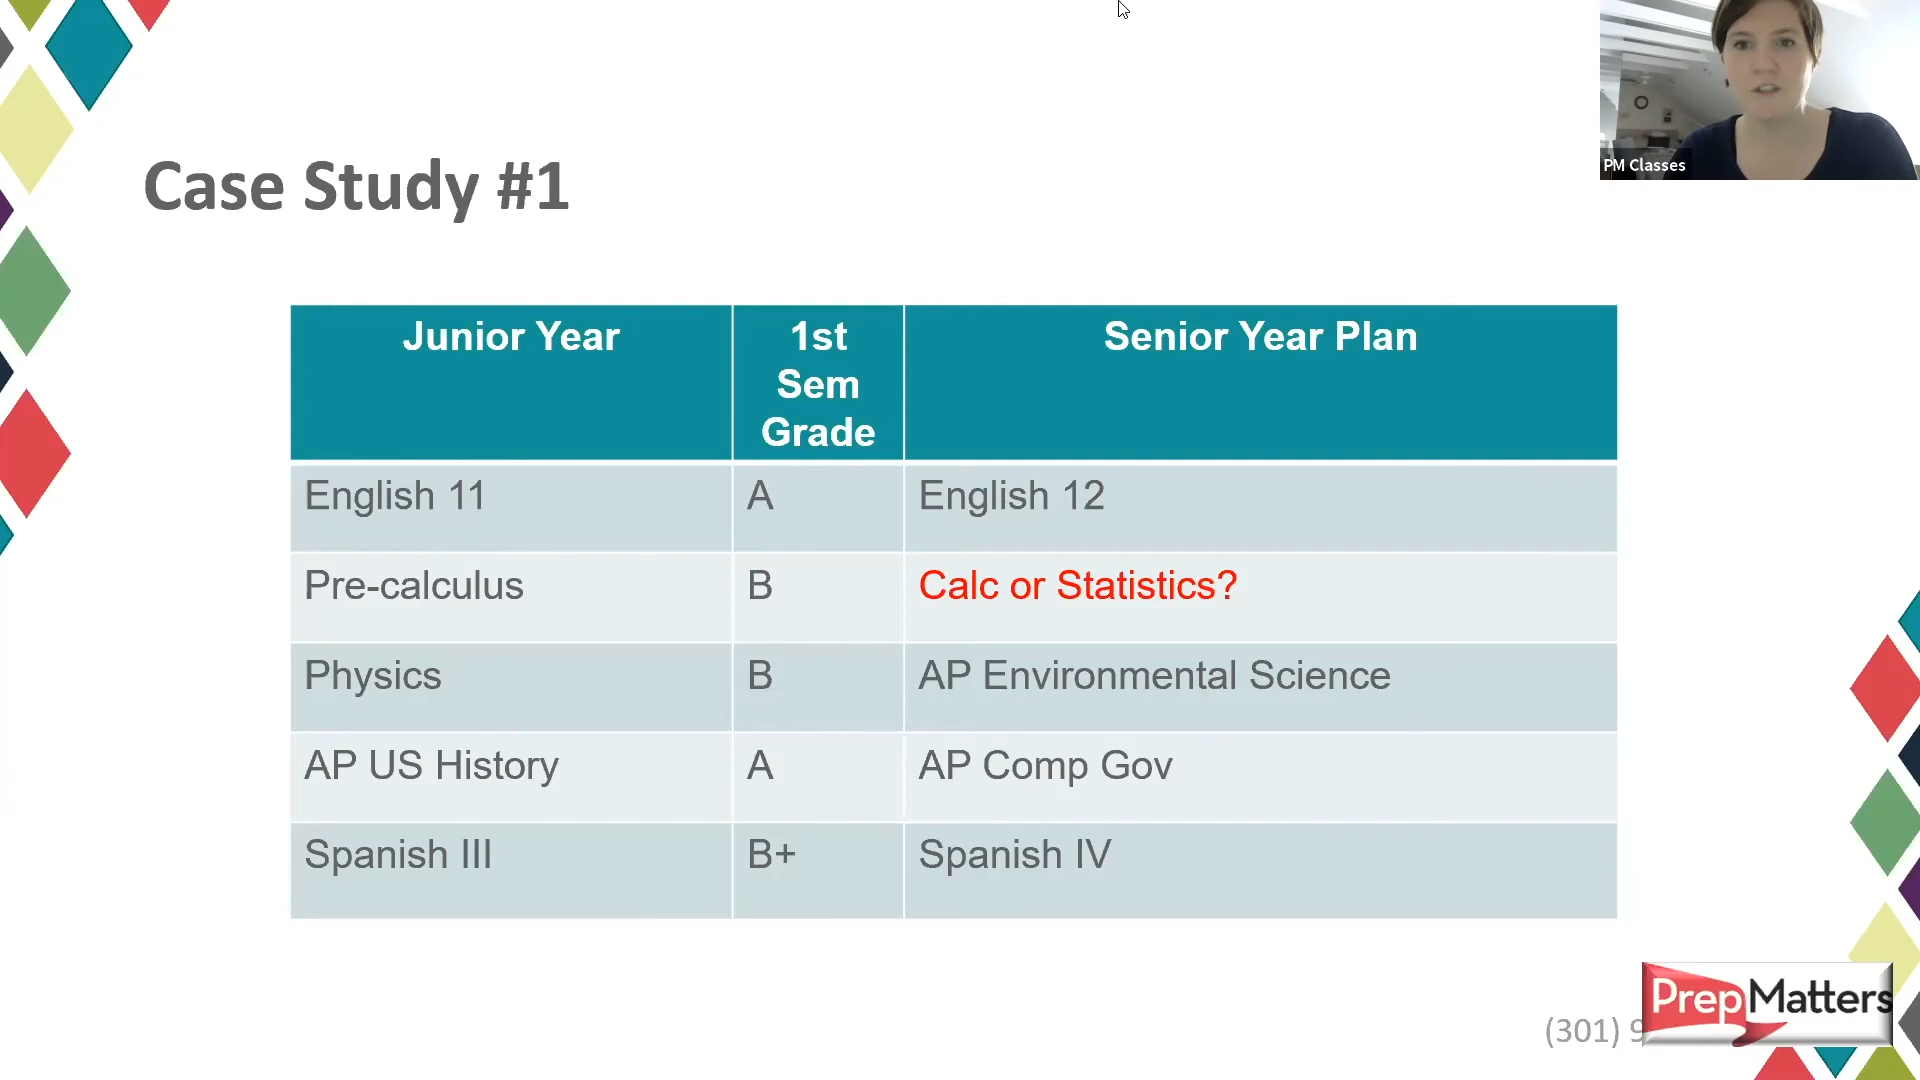 PM Classes
Case Study #1
Junior Year
1st
Sem
Grade
Senior Year Plan
English 11
A
English 12
Pre-calculus
B
Calc or Statistics?
Physics
B
AP Environmental Science
AP US History
A
AP Comp Gov
Spanish III
B+
Spanish IV
(301) 9
PrepMatters